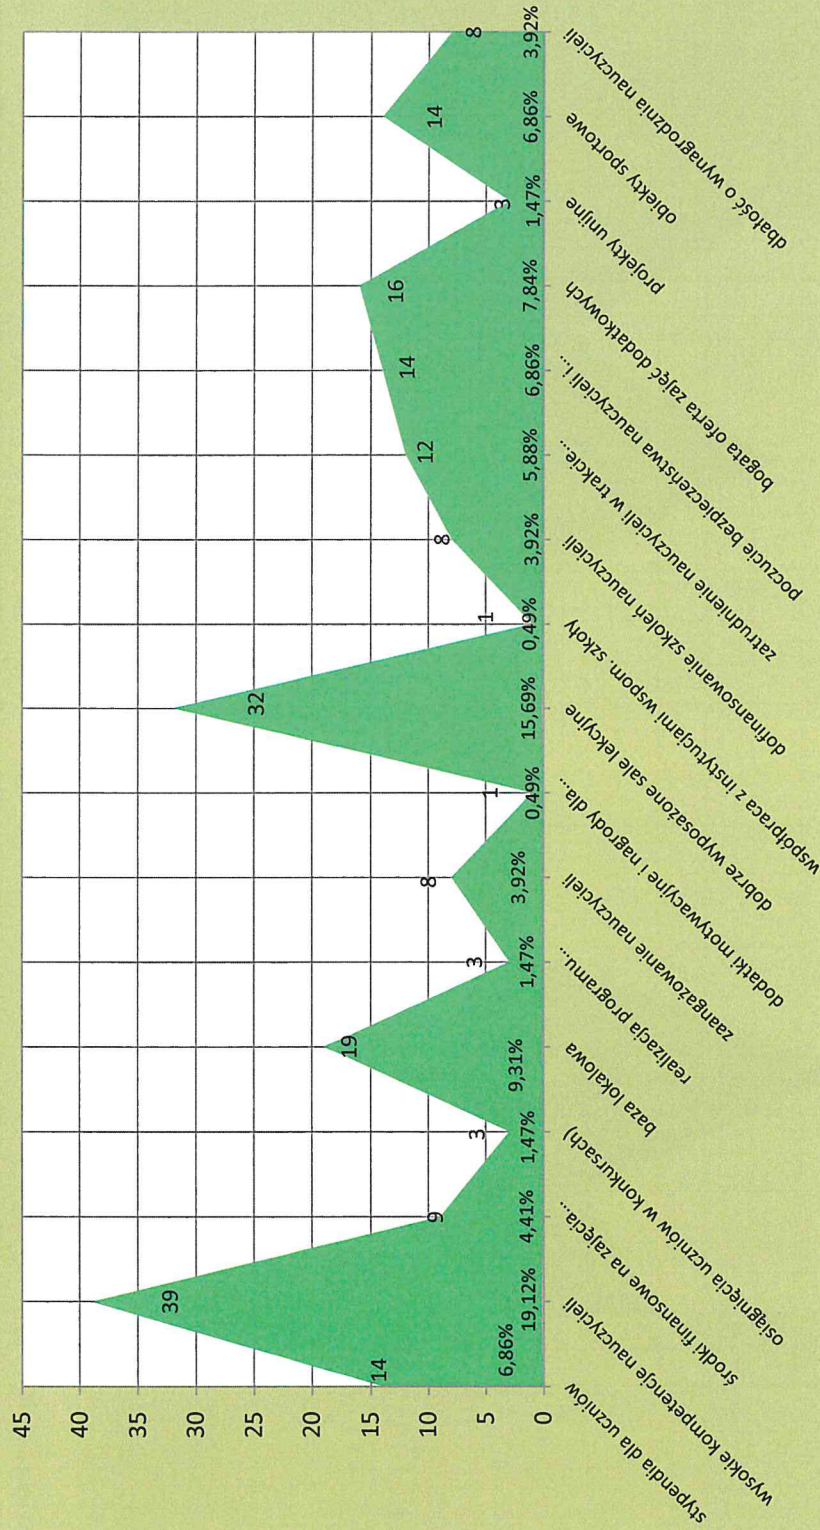 45
40
35
30
25
20
15
10
5
0
14
39
9
3
19
3
8
1
32
1
8
12
14
16
3
14
8
6,86%
19,12%
4,41%
1,47%
9,31%
1,47%
3,92%
0,49%
15,69%
0,49%
3,92%
5,88%
6,86%
7,84%
1,47%
6,86%
3,92%
stypendia dla uczniów
wysokie kompetencje nauczycieli
środki finansowe na zajęcia...
osiągnięcia uczniów w konkursach)
baza lokalowa
realizacja programu...
zaangażowanie nauczycieli
dodatki motywacyjne i nagrody dla...
dobrze wyposażone sale lekcyjne
współpraca z instytucjami wspom. szkoły
dofinansowanie szkoleń nauczycieli
zatrudnienie nauczycieli w trakcie...
poczucie bezpieczeństwa nauczycieli i...
bogata oferta zajęć dodatkowych
projekty unijne
obiekty sportowe
dbałość o wynagrodznia nauczycieli